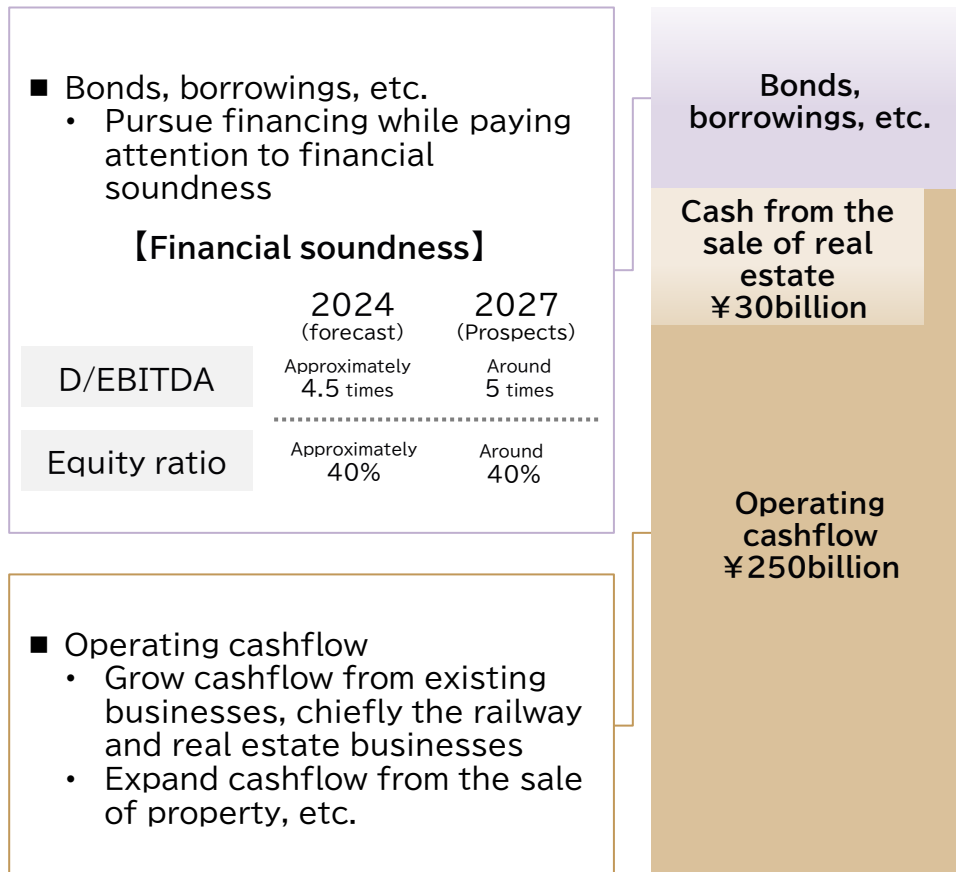 ■ Bonds, borrowings, etc.
• Pursue financing while paying
attention to financial
soundness
【Financial soundness】
2024 2027
(forecast) (Prospects)
D/EBITDA Approximately 4.5 times Around 5 times
Equity ratio Approximately 40% Around 40%
■ Operating cashflow
• Grow cashflow from existing
businesses, chiefly the railway
and real estate businesses
• Expand cashflow from the sale
of property, etc.
Bonds,
borrowings, etc.
Cash from the
sale of real
estate
¥30billion
Operating
cashflow
¥250billion